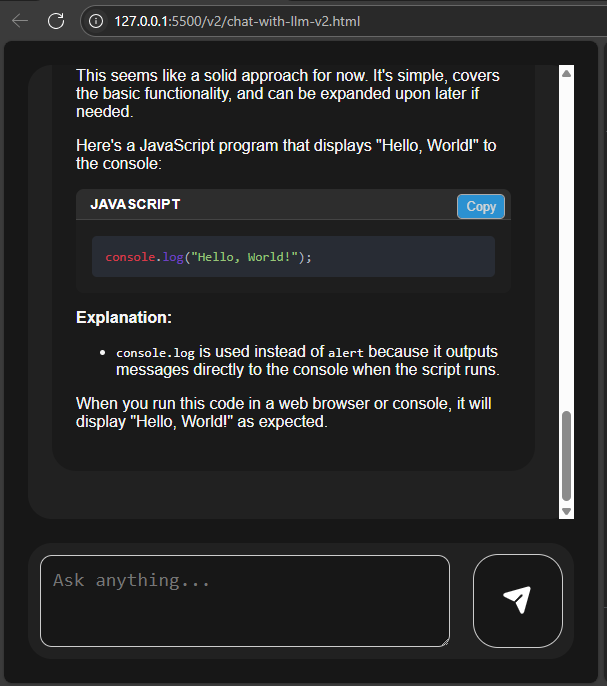 127.0.0.1:5500/v2/chat-with-llm-v2.html
This seems like a solid approach for now. It's simple, covers
the basic functionality, and can be expanded upon later if
needed.
Here's a JavaScript program that displays "Hello, World!" to
the console:
JAVASCRIPT
Copy
console.log("Hello, World!");
Explanation:
• console.log is used instead of alert because it outputs
messages directly to the console when the script runs.
When you run this code in a web browser or console, it will
display "Hello, World!" as expected.
Ask anything...